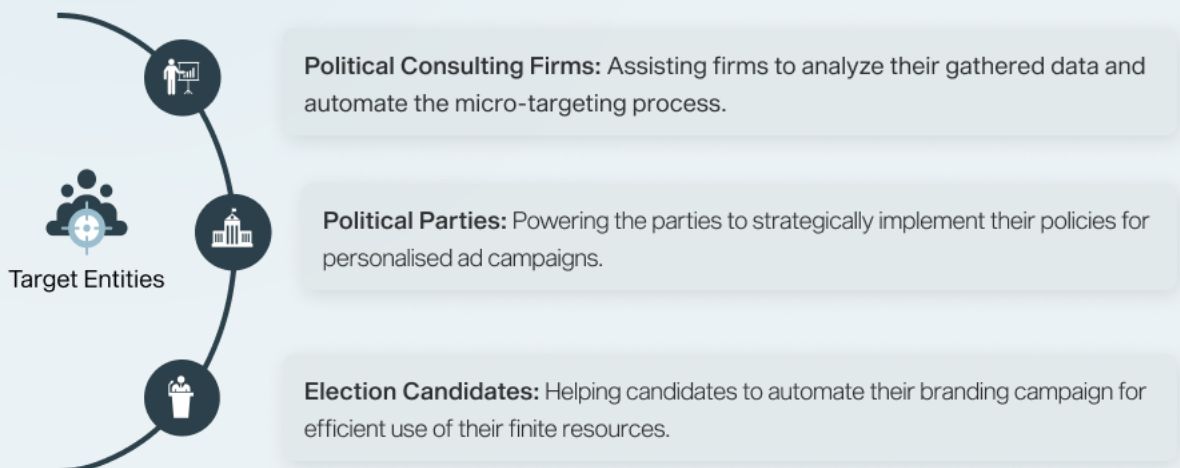 Political Consulting Firms: Assisting firms to analyze their gathered data and
automate the micro-targeting process.
Political Parties: Powering the parties to strategically implement their policies for
personalised ad campaigns.
Target Entities
Election Candidates: Helping candidates to automate their branding campaign for
efficient use of their finite resources.